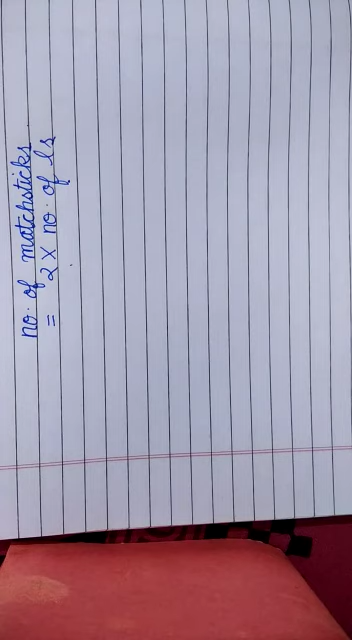 no. of matchsticks
= 2 × no. of ls